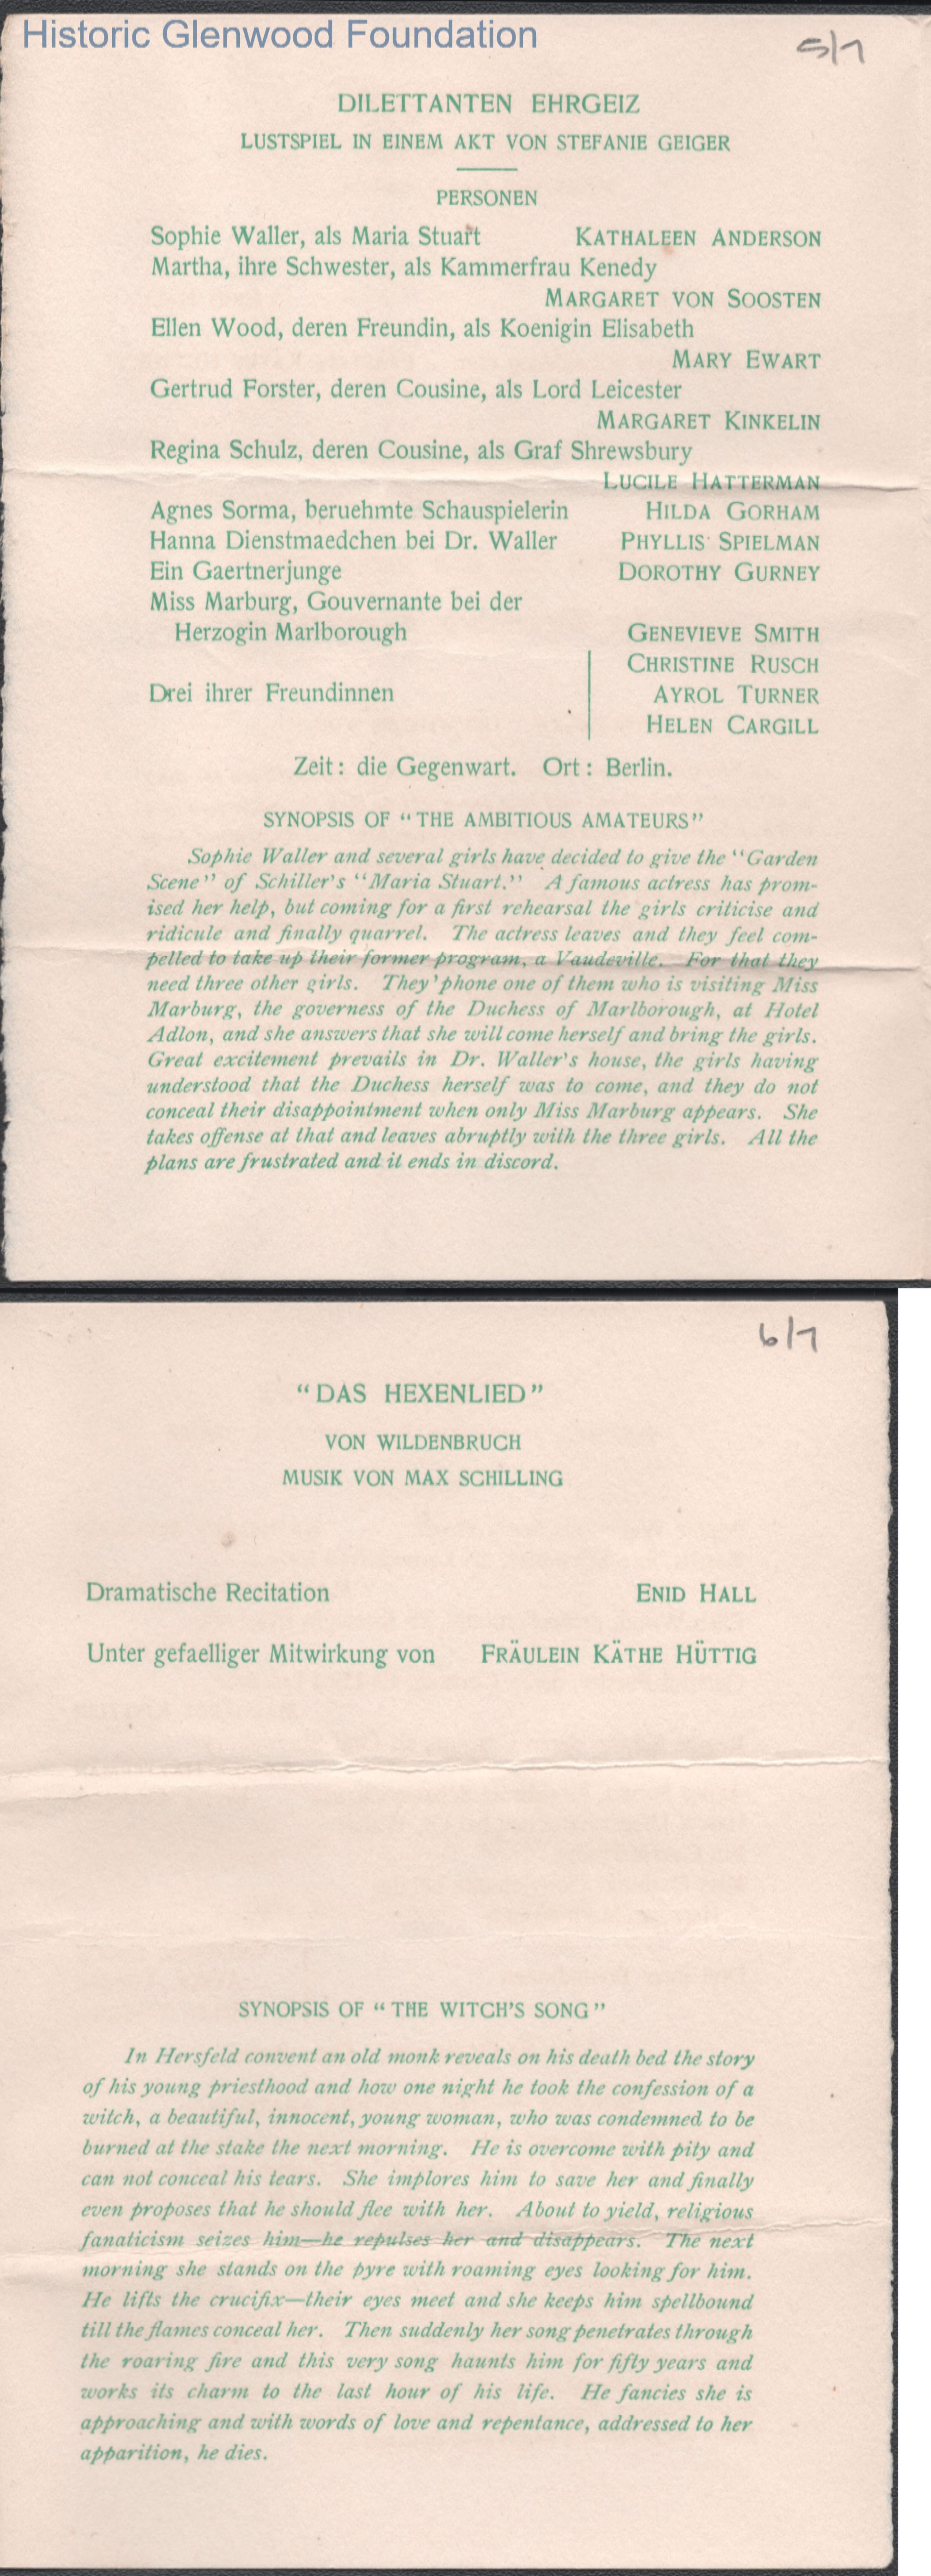 Historic Glenwood Foundation
5/7
DILETTANTEN EHRGEIZ
LUSTSPIEL IN EINEM AKT VON STEFANIE GEIGER
PERSONEN
Sophie Waller, als Maria Stuart KATHALEEN ANDERSON
Martha, ihre Schwester, als Kammerfrau Kenedy
MARGARET VON SOOSTEN
Ellen Wood, deren Freundin, als Koenigin Elisabeth
MARY EWART
Gertrud Forster, deren Cousine, als Lord Leicester
MARGARET KINKELIN
Regina Schulz, deren Cousine, als Graf Shrewsbury
LUCILE HATTERMAN
Agnes Sorma, beruehmte Schauspielerin HILDA GORHAM
Hanna Dienstmaedchen bei Dr. Waller PHYLLIS SPIELMAN
Ein Gaertnerjunge DOROTHY GURNEY
Miss Marburg, Gouvernante bei der
Herzogin Marlborough GENEVIEVE SMITH
CHRISTINE RUSCH
Drei ihrer Freundinnen AYROL TURNER
HELEN CARGILL
Zeit: die Gegenwart. Ort: Berlin.
SYNOPSIS OF "THE AMBITIOUS AMATEURS"
Sophie Waller and several girls have decided to give the "Garden
Scene" of Schiller's "Maria Stuart." A famous actress has prom-
ised her help, but coming for a first rehearsal the girls criticise and
ridicule and finally quarrel. The actress leaves and they feel com-
pelled to take up their former program, a Vaudeville. For that they
need three other girls. They 'phone one of them who is visiting Miss
Marburg, the governess of the Duchess of Marlborough, at Hotel
Adlon, and she answers that she will come herself and bring the girls.
Great excitement prevails in Dr. Waller's house, the girls having
understood that the Duchess herself was to come, and they do not
conceal their disappointment when only Miss Marburg appears. She
takes offense at that and leaves abruptly with the three girls. All the
plans are frustrated and it ends in discord.
6/7
"DAS HEXENLIED"
VON WILDENBRUCH
MUSIK VON MAX SCHILLING
Dramatische Recitation ENID HALL
Unter gefaelliger Mitwirkung von FRÄULEIN KÄTHE HÜTTIG
SYNOPSIS OF "THE WITCH'S SONG"
In Hersfeld convent an old monk reveals on his death bed the story
of his young priesthood and how one night he took the confession of a
witch, a beautiful, innocent, young woman, who was condemned to be
burned at the stake the next morning. He is overcome with pity and
can not conceal his tears. She implores him to save her and finally
even proposes that he should flee with her. About to yield, religious
fanaticism seizes him—he repulses her and disappears. The next
morning she stands on the pyre with roaming eyes looking for him.
He lifts the crucifix—their eyes meet and she keeps him spellbound
till the flames conceal her. Then suddenly her song penetrates through
the roaring fire and this very song haunts him for fifty years and
works its charm to the last hour of his life. He fancies she is
approaching and with words of love and repentance, addressed to her
apparition, he dies.